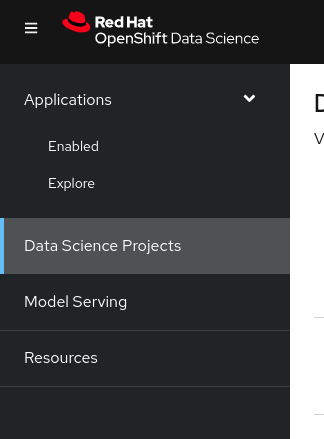 Red Hat
OpenShift Data Science
Applications
Enabled
Explore
Data Science Projects
Model Serving
Resources